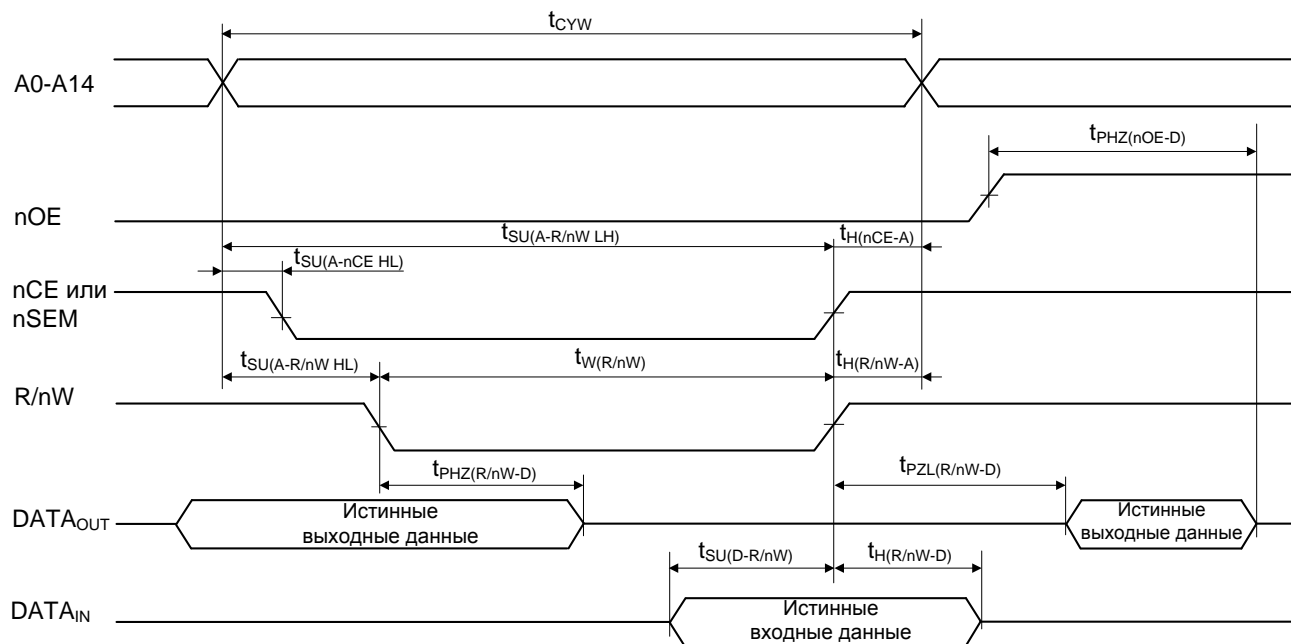 tCYW
A0-A14
tPHZ(nOE-D)
nOE
tSU(A-R/nW LH)
tH(nCE-A)
tSU(A-nCE HL)
nCE или
nSEM
tSU(A-R/nW HL)
tW(R/nW)
tH(R/nW-A)
R/nW
tPHZ(R/nW-D)
tPZL(R/nW-D)
DATAOUT
Истинные
выходные данные
Истинные
выходные данные
tSU(D-R/nW)
tH(R/nW-D)
DATAIN
Истинные
входные данные